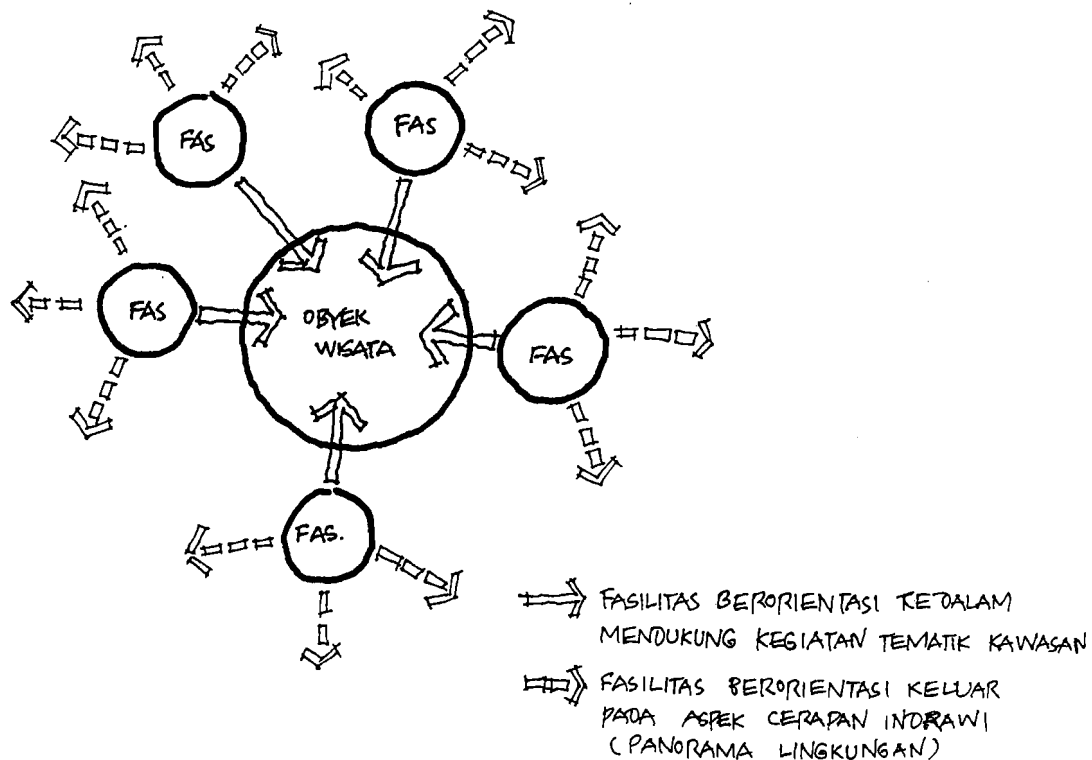 FAS
FAS
FAS
OBYEK
WISATA
FAS
FAS.
FASILITAS BERORIENTASI KEDALAM
MENDUKUNG KEGIATAN TEMATIK KAWASAN
FASILITAS BERORIENTASI KELUAR
PADA ASPEK CERAPAN INDRAWI
(PANORAMA LINGKUNGAN)